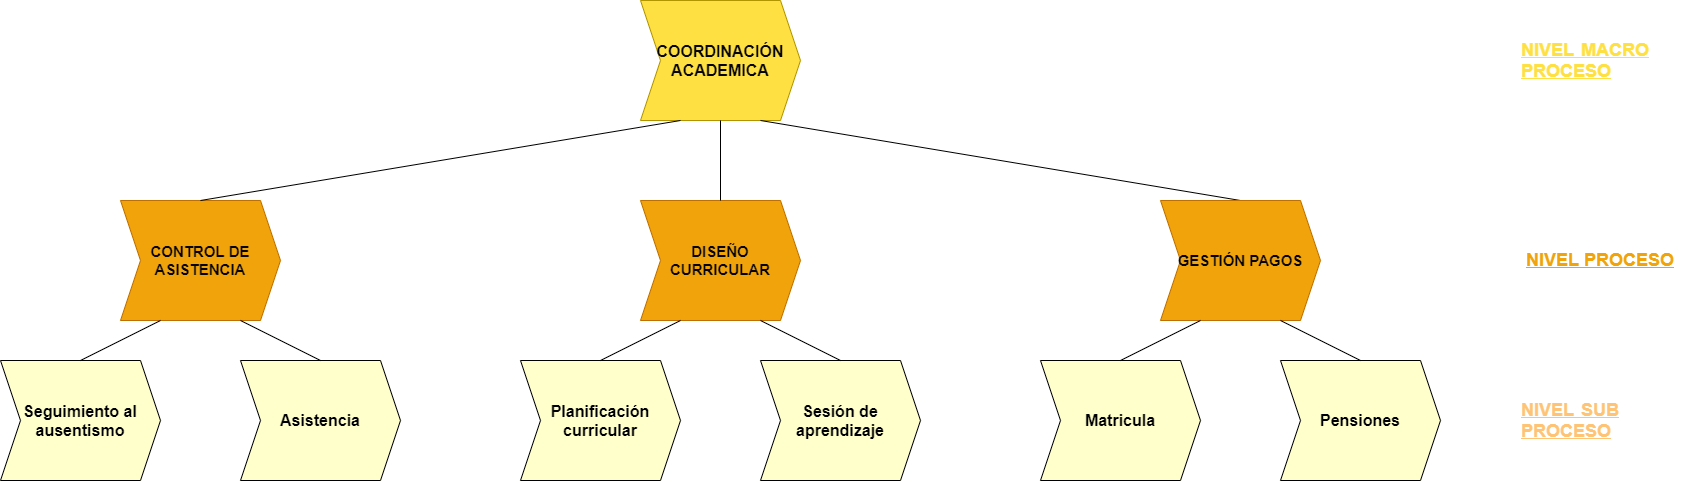 COORDINACIÓN
ACADEMICA
NIVEL MACRO
PROCESO
CONTROL DE
ASISTENCIA
DISEÑO
CURRICULAR
GESTIÓN PAGOS
NIVEL PROCESO
Seguimiento al
ausentismo
Asistencia
Planificación
curricular
Sesión de
aprendizaje
Matricula
Pensiones
NIVEL SUB
PROCESO